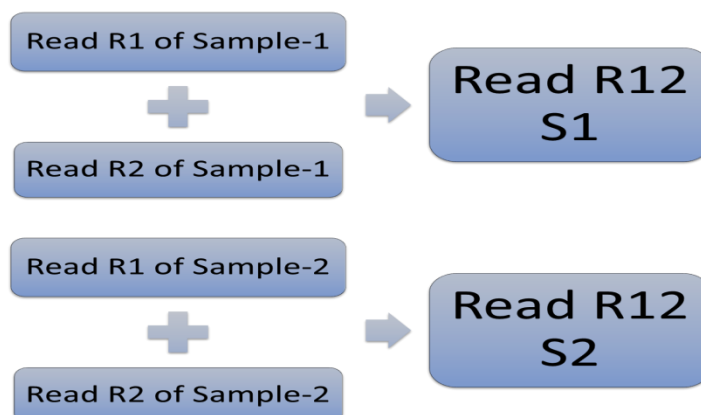 Read R1 of Sample-1
Read R2 of Sample-1
Read R12
S1
Read R1 of Sample-2
Read R2 of Sample-2
Read R12
S2